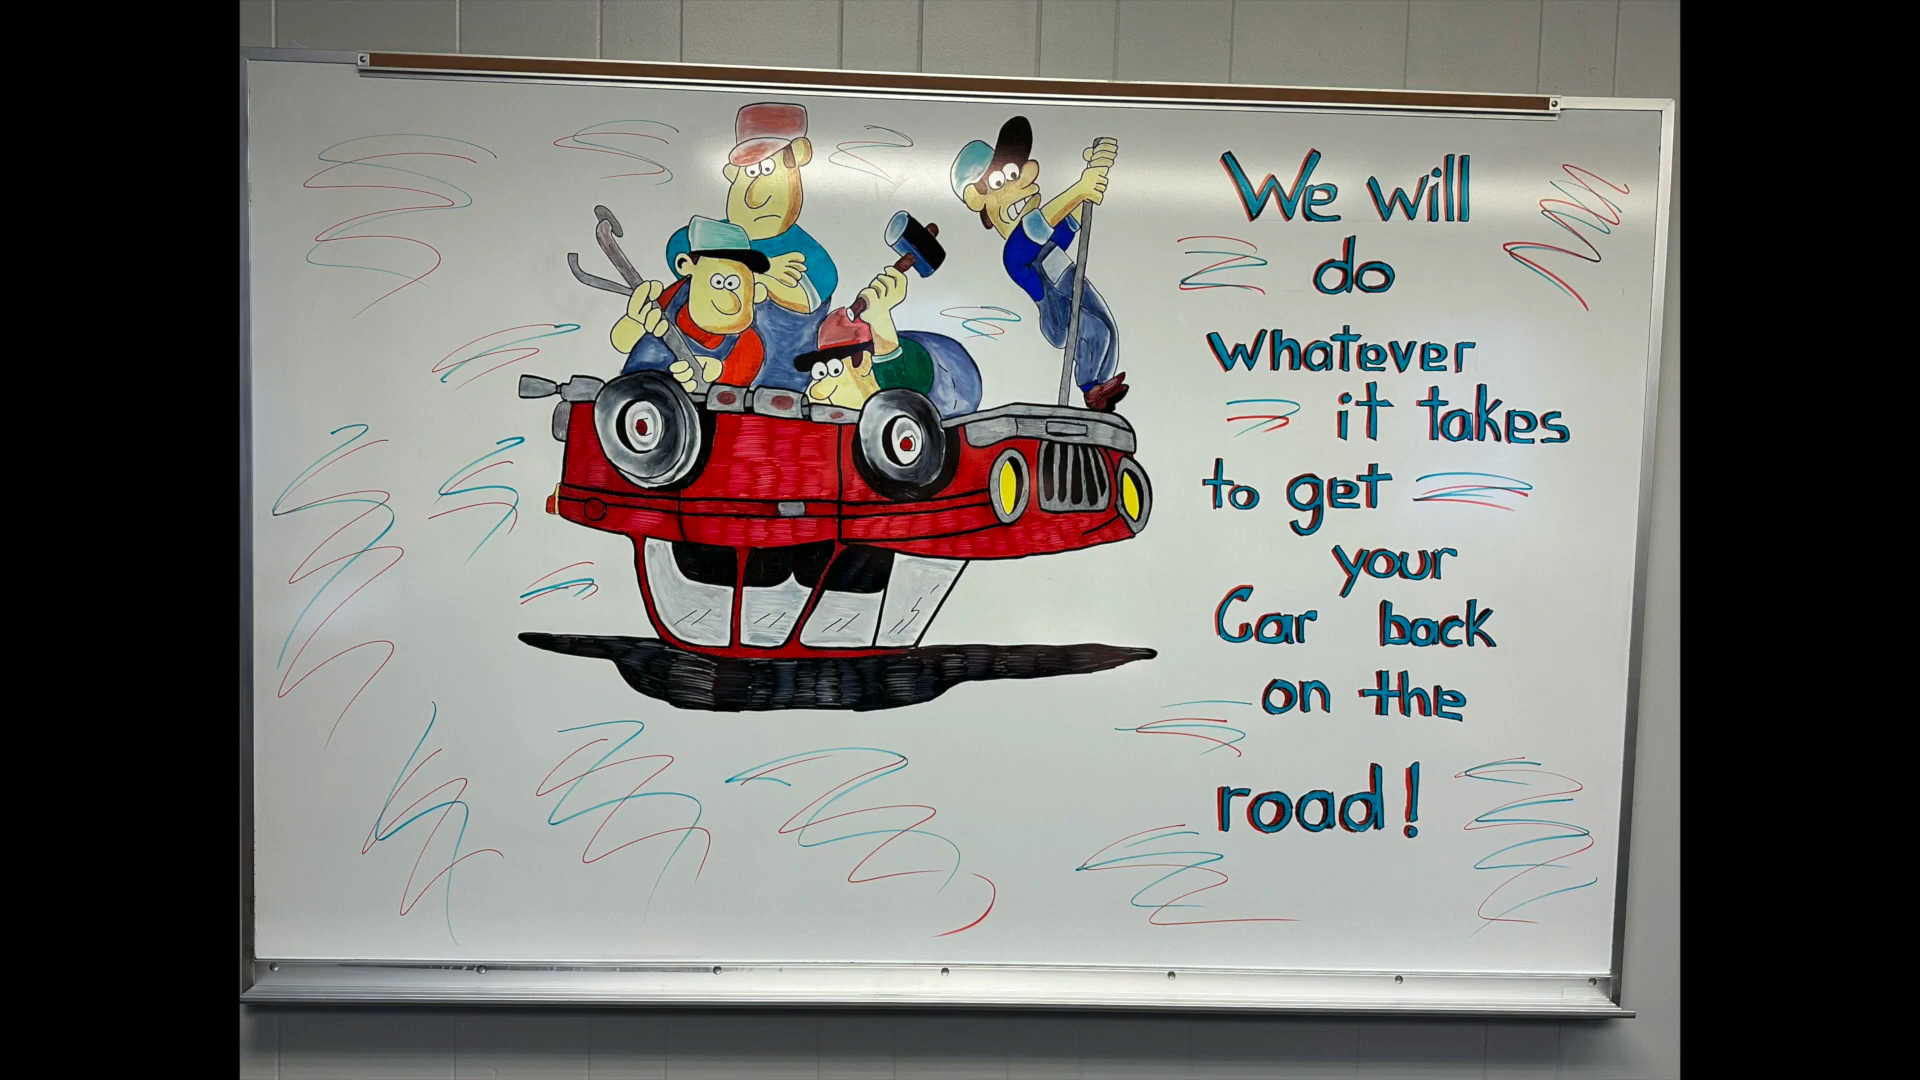 We will
do
whatever
it takes
to get
your
Car back
on the
road!